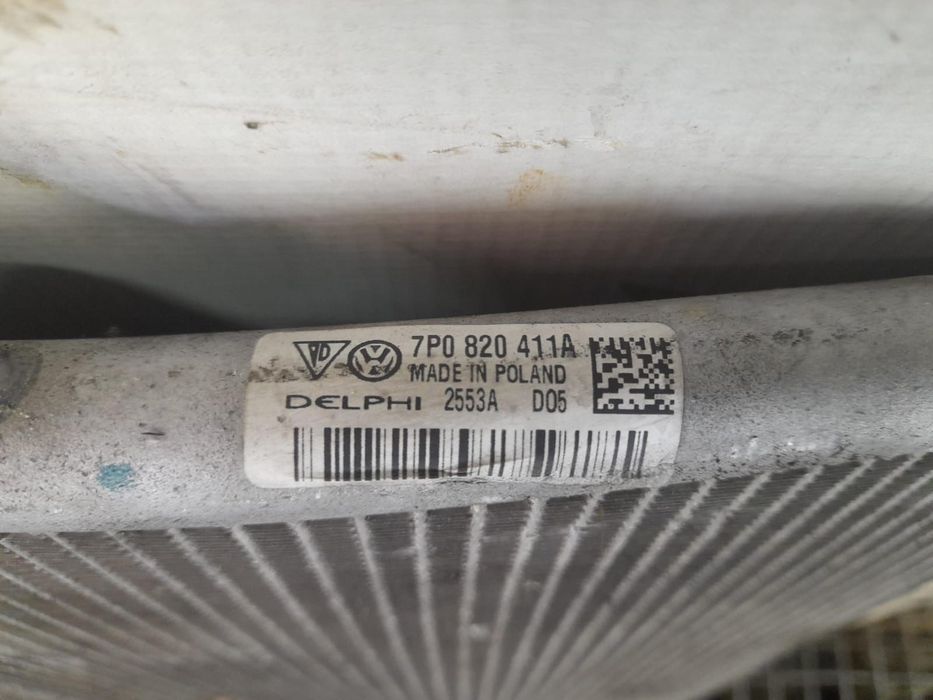 7P0 820 411A
MADE IN POLAND
DELPHI 2553A D05